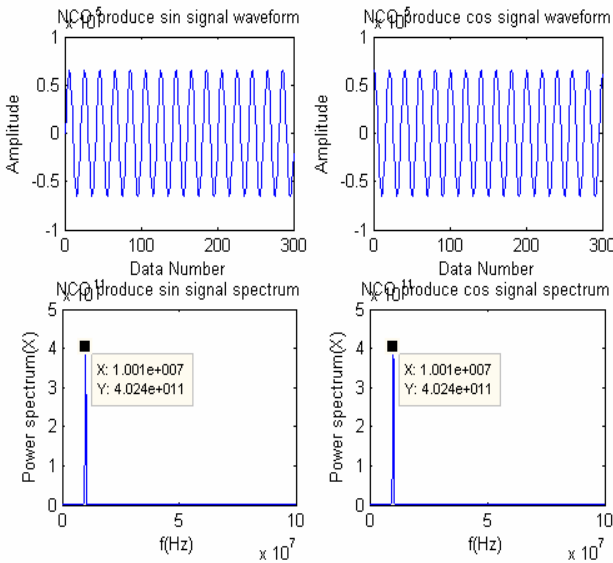 NCO produce sin signal waveform
x 10^5
1
0.5
0
-0.5
-1
Amplitude
0 100 200 300
Data Number
NCO produce cos signal waveform
x 10^5
1
0.5
0
-0.5
-1
Amplitude
0 100 200 300
Data Number
NCO produce sin signal spectrum
x 10^11
5
4
3
2
1
0
Power spectrum(X)
X: 1.001e+007
Y: 4.024e+011
0 5 10
f(Hz)
x 10^7
NCO produce cos signal spectrum
x 10^11
5
4
3
2
1
0
Power spectrum(X)
X: 1.001e+007
Y: 4.024e+011
0 5 10
f(Hz)
x 10^7